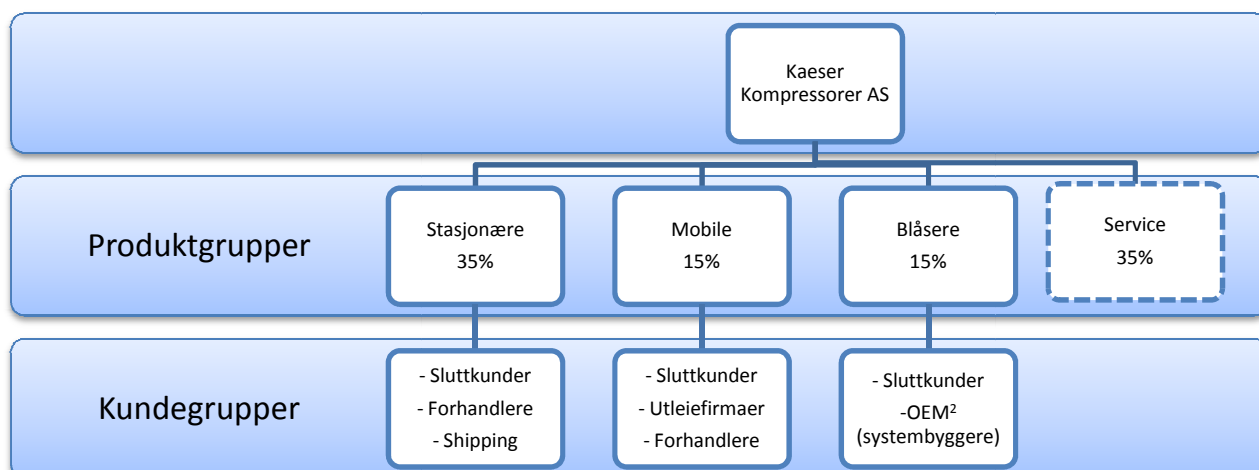 Kaeser
Kompressorer AS
Produktgrupper
Stasjonære
35%
Mobile
15%
Blåsere
15%
Service
35%
Kundegrupper
- Sluttkunder
- Forhandlere
- Shipping
- Sluttkunder
- Utleiefirmaer
- Forhandlere
- Sluttkunder
-OEM²
(systembyggere)